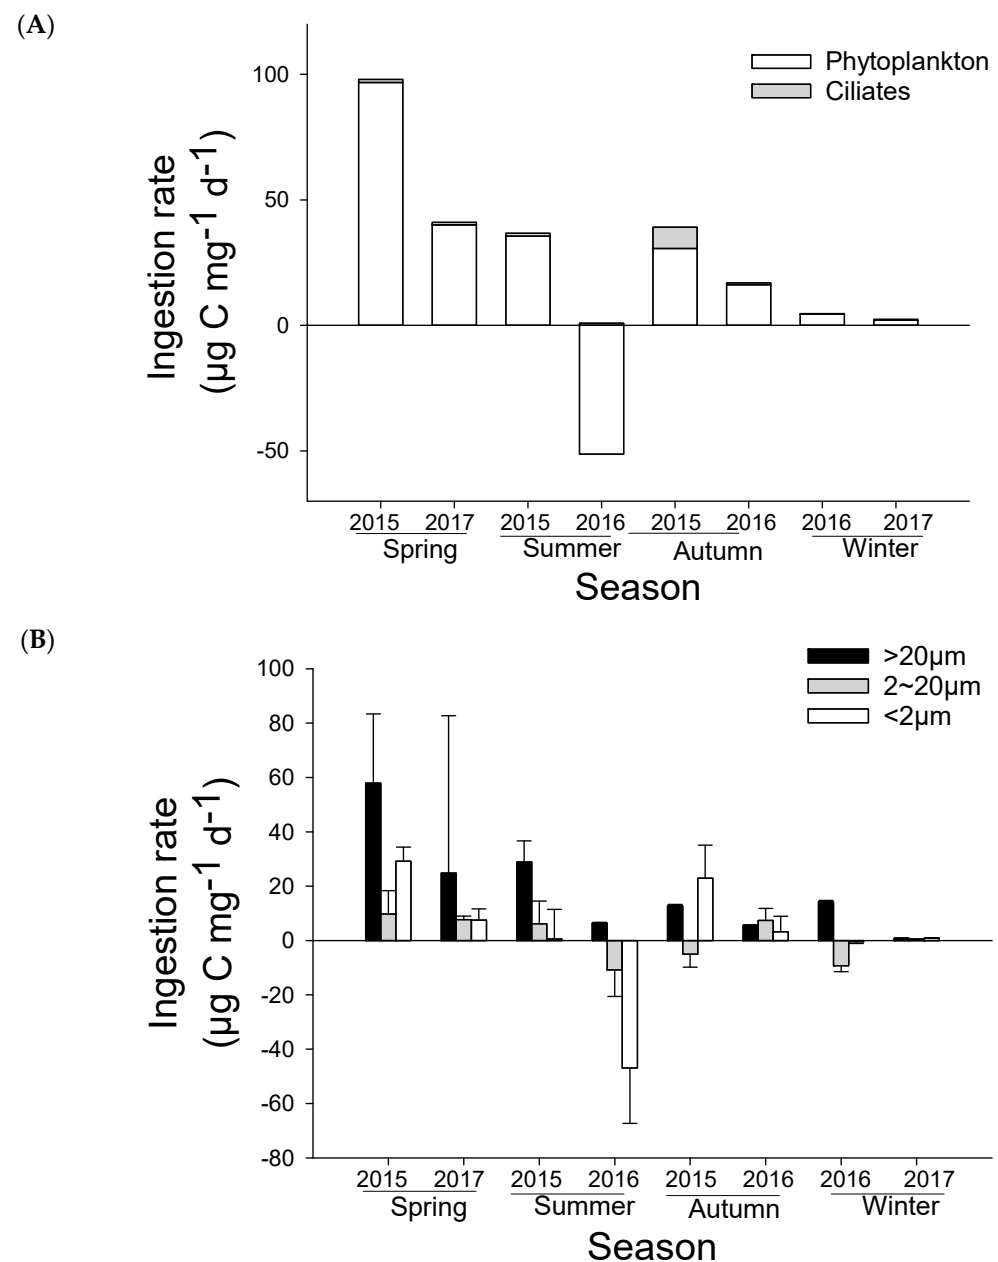 (A)
Phytoplankton
Ciliates
100
50
0
-50
Ingestion rate
(µg C mg-1 d-1)
2015 2017 2015 2016 2015 2016 2016 2017
Spring Summer Autumn Winter
Season
(B)
>20µm
2~20µm
<2µm
100
80
60
40
20
0
-20
-40
-60
-80
Ingestion rate
(µg C mg-1 d-1)
2015 2017 2015 2016 2015 2016 2016 2017
Spring Summer Autumn Winter
Season